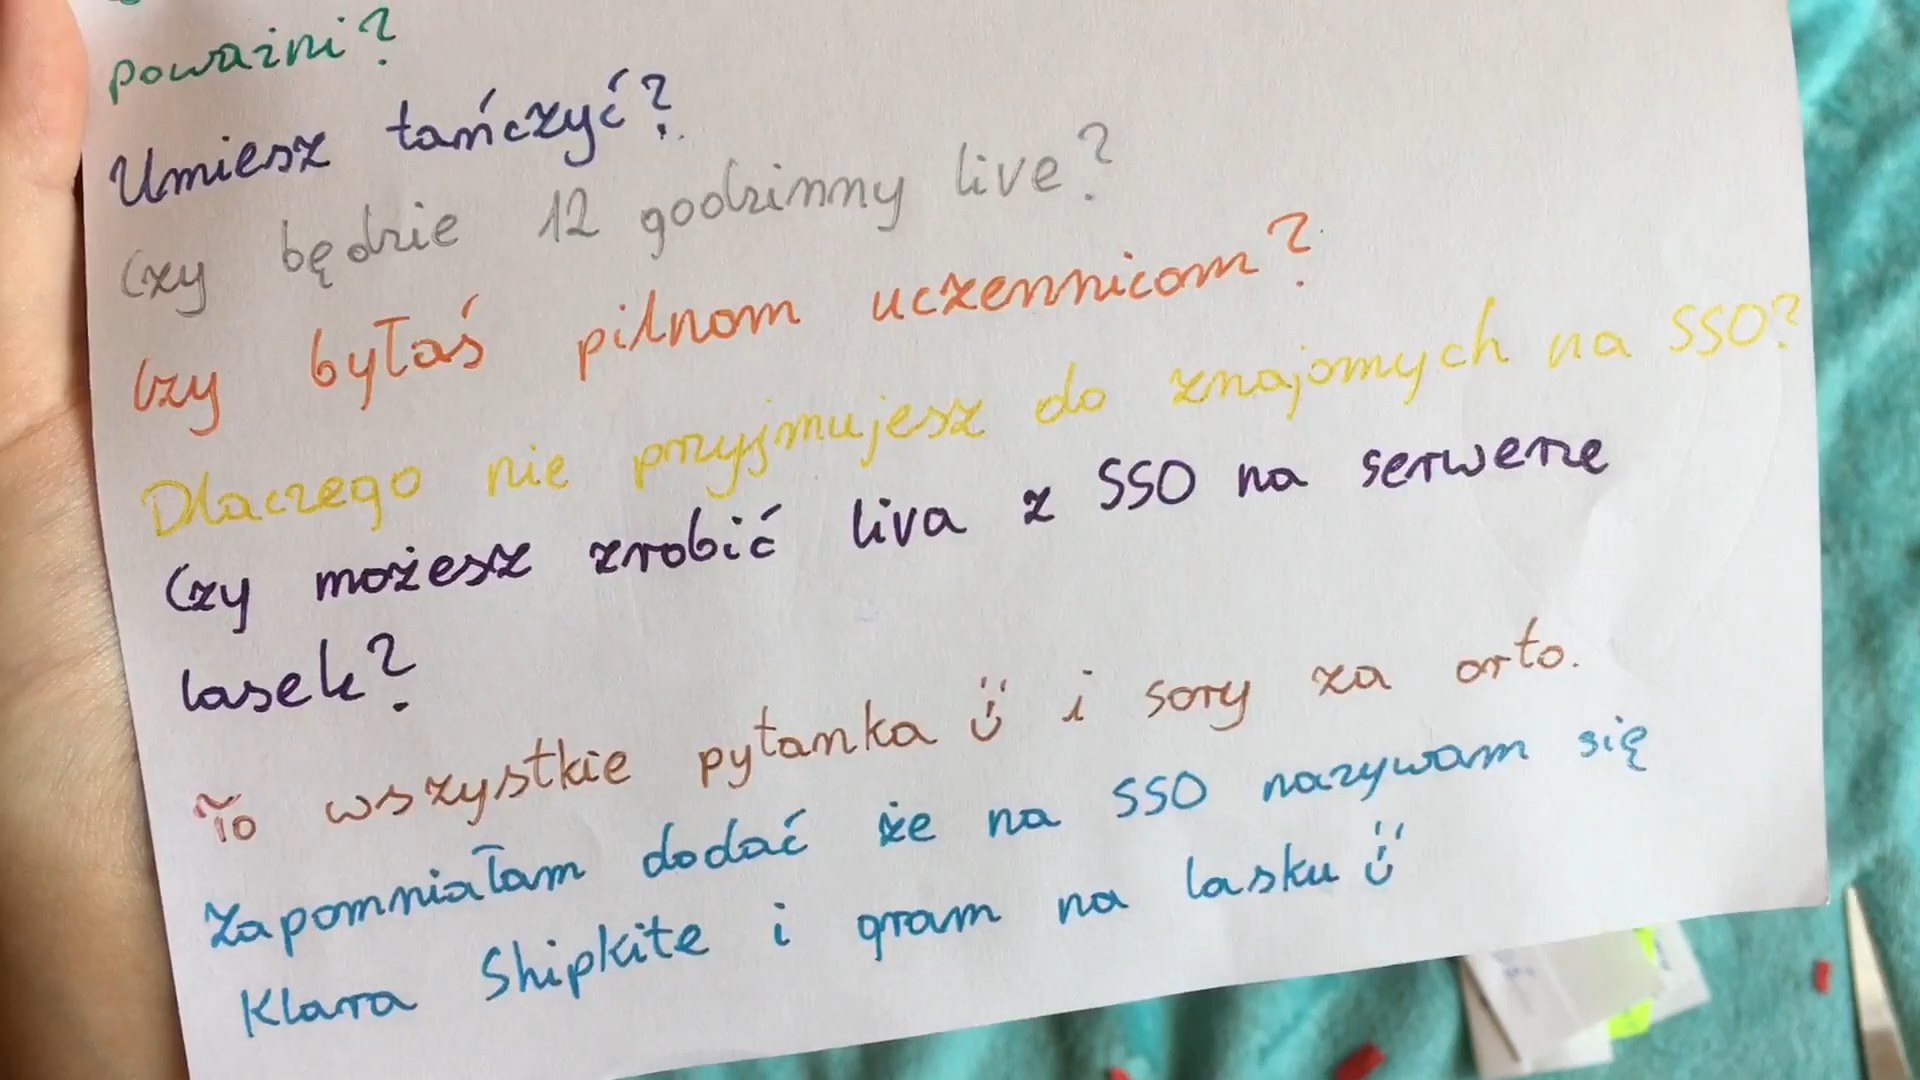 poważni?
Umiesz tańczyć?
Czy będzie 12 godzinny live?
Czy byłaś pilnom uczennicom?
Dlaczego nie przyjmujesz do znajomych na SSO?
Czy możesz zrobić liva z SSO na serwerze
lasek?
To wszystkie pytanka i sory za orto.
Zapomniałam dodać że na SSO nazywam się
Klara Shipkite i gram na lasku